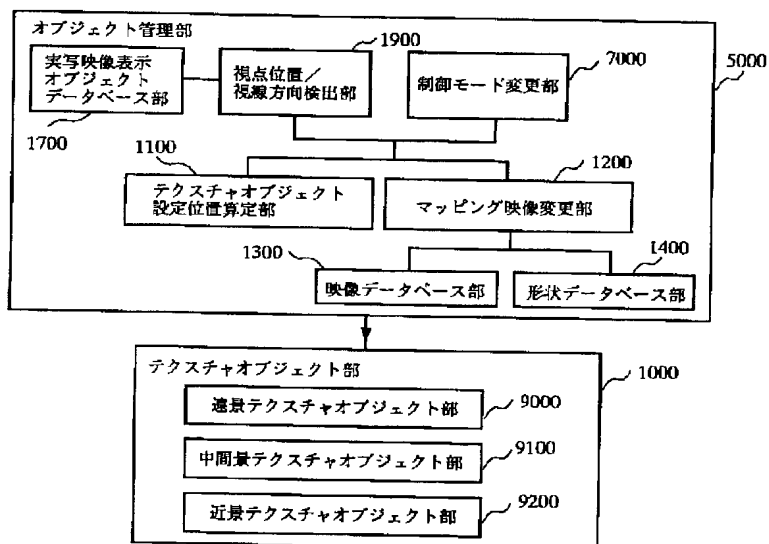 オブジェクト管理部
実写映像表示
オブジェクト
データベース部
1700
視点位置／
視線方向検出部
1900
制御モード変更部
7000
5000
1100
テクスチャオブジェクト
設定位置算定部
1200
マッピング映像変更部
1300
映像データベース部
1400
形状データベース部
テクスチャオブジェクト部
1000
遠景テクスチャオブジェクト部
9000
中間景テクスチャオブジェクト部
9100
近景テクスチャオブジェクト部
9200